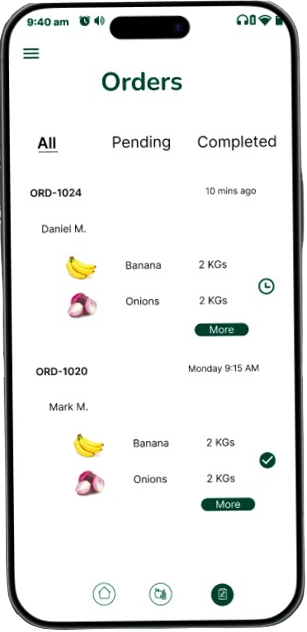 9:40 am
Orders
All Pending Completed
ORD-1024 10 mins ago
Daniel M.
Banana 2 KGs
Onions 2 KGs
More
ORD-1020 Monday 9:15 AM
Mark M.
Banana 2 KGs
Onions 2 KGs
More